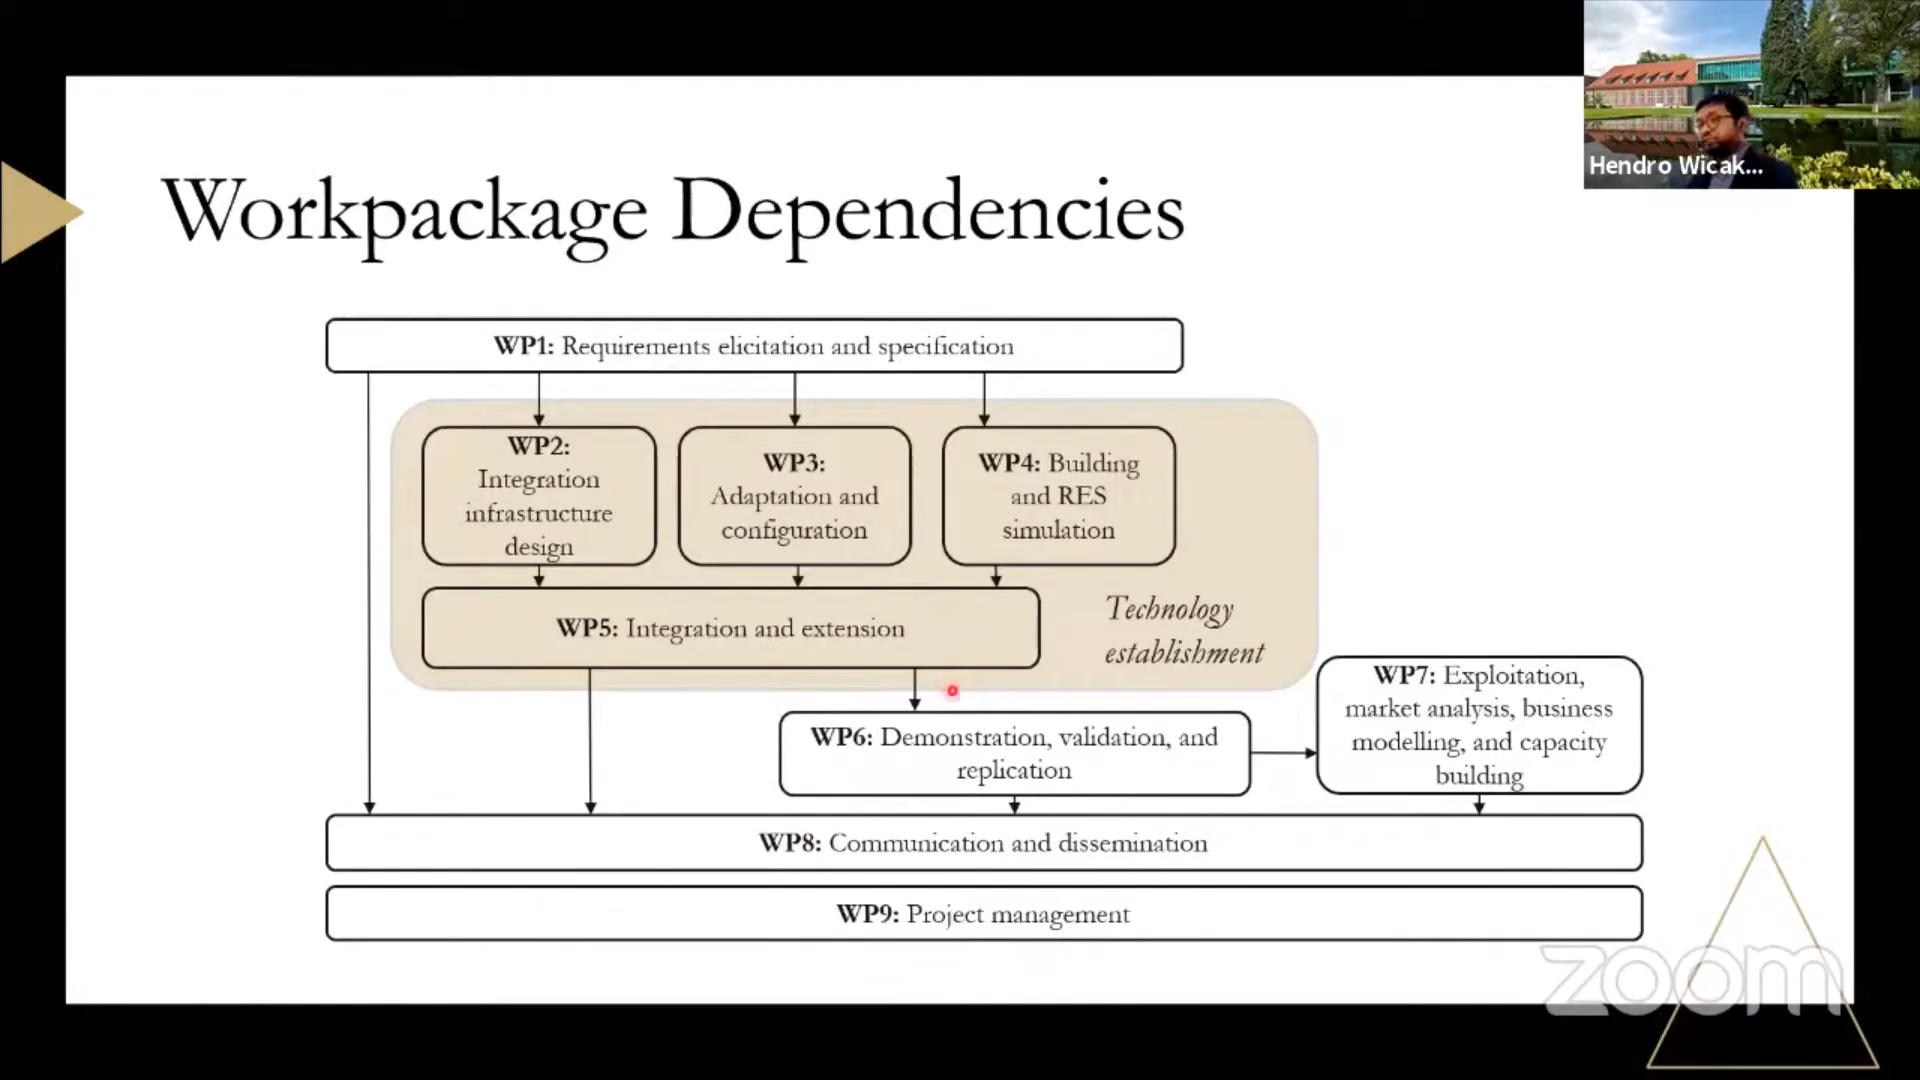 Hendro Wicak...
Workpackage Dependencies
WP1: Requirements elicitation and specification
WP2:
Integration
infrastructure
design
WP3:
Adaptation and
configuration
WP4: Building
and RES
simulation
WP5: Integration and extension
Technology
establishment
WP6: Demonstration, validation, and
replication
WP7: Exploitation,
market analysis, business
modelling, and capacity
building
WP8: Communication and dissemination
WP9: Project management
zoom